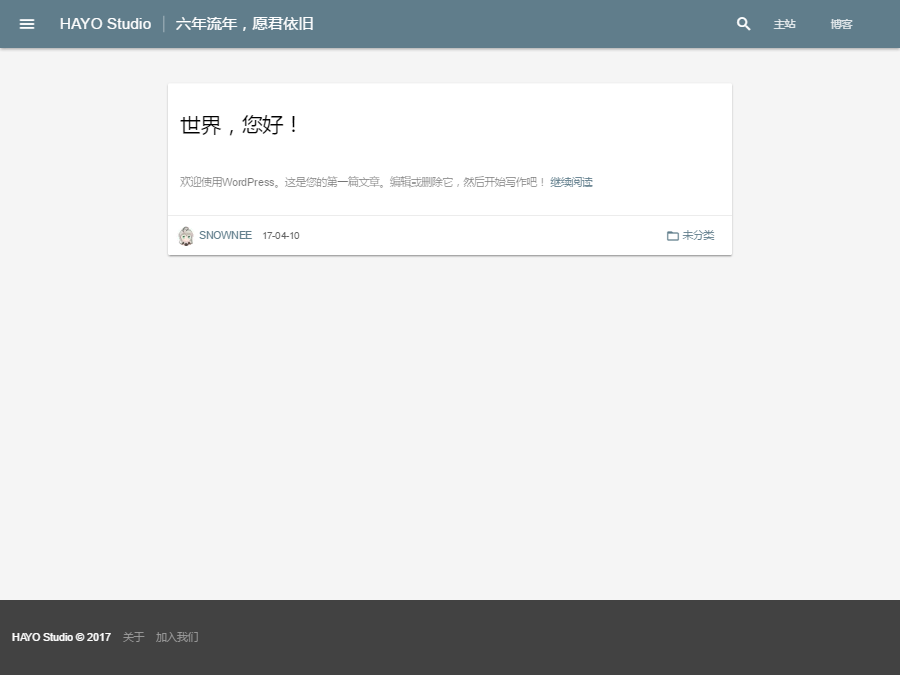 HAYO Studio | 六年流年，愿君依旧 主站 博客
世界，您好！
欢迎使用WordPress。这是您的第一篇文章。编辑或删除它，然后开始写作吧！ 继续阅读
SNOWNEE 17-04-10 未分类
HAYO Studio © 2017 关于 加入我们